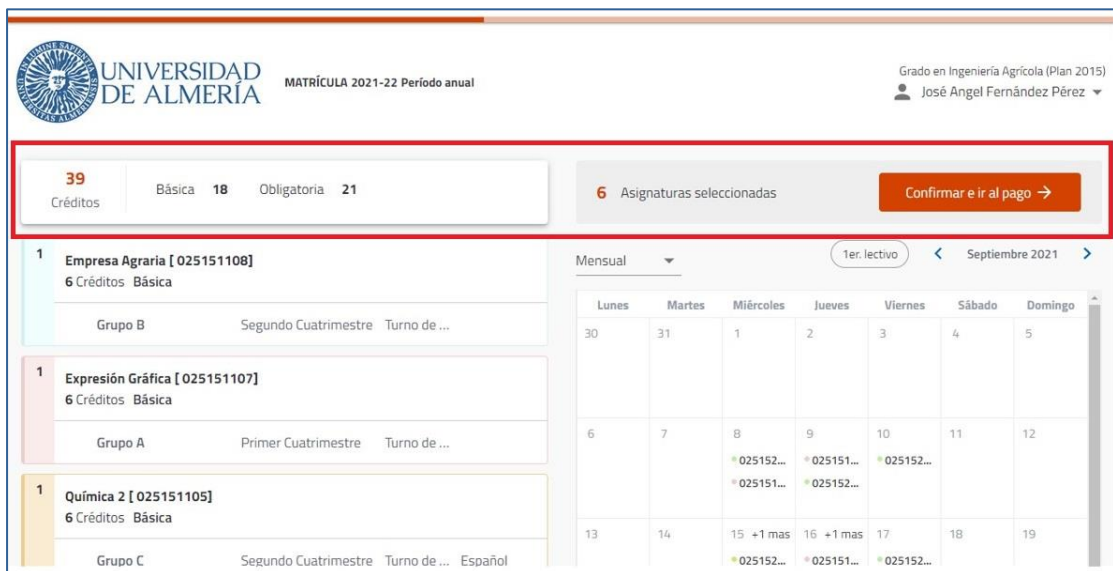 IN LUMINE SAPIENTIA
UNIVERSITAS ALMERIENSIS
UNIVERSIDAD
DE ALMERÍA
MATRÍCULA 2021-22 Período anual
Grado en Ingeniería Agrícola (Plan 2015)
José Angel Fernández Pérez
39
Créditos
Básica 18 Obligatoria 21
6 Asignaturas seleccionadas
Confirmar e ir al pago →
1
Empresa Agraria [ 025151108]
6 Créditos Básica
Grupo B Segundo Cuatrimestre Turno de ...
1
Expresión Gráfica [ 025151107]
6 Créditos Básica
Grupo A Primer Cuatrimestre Turno de ...
1
Química 2 [ 025151105]
6 Créditos Básica
Grupo C Segundo Cuatrimestre Turno de ... Español
Mensual
1er. lectivo
Septiembre 2021
Lunes Martes Miércoles Jueves Viernes Sábado Domingo
30 31 1 2 3 4 5
6 7 8 9 10 11 12
025152... 025151... 025152...
025151... 025152...
13 14 15 +1 mas 16 +1 mas 17 18 19
025152... 025151... 025152...